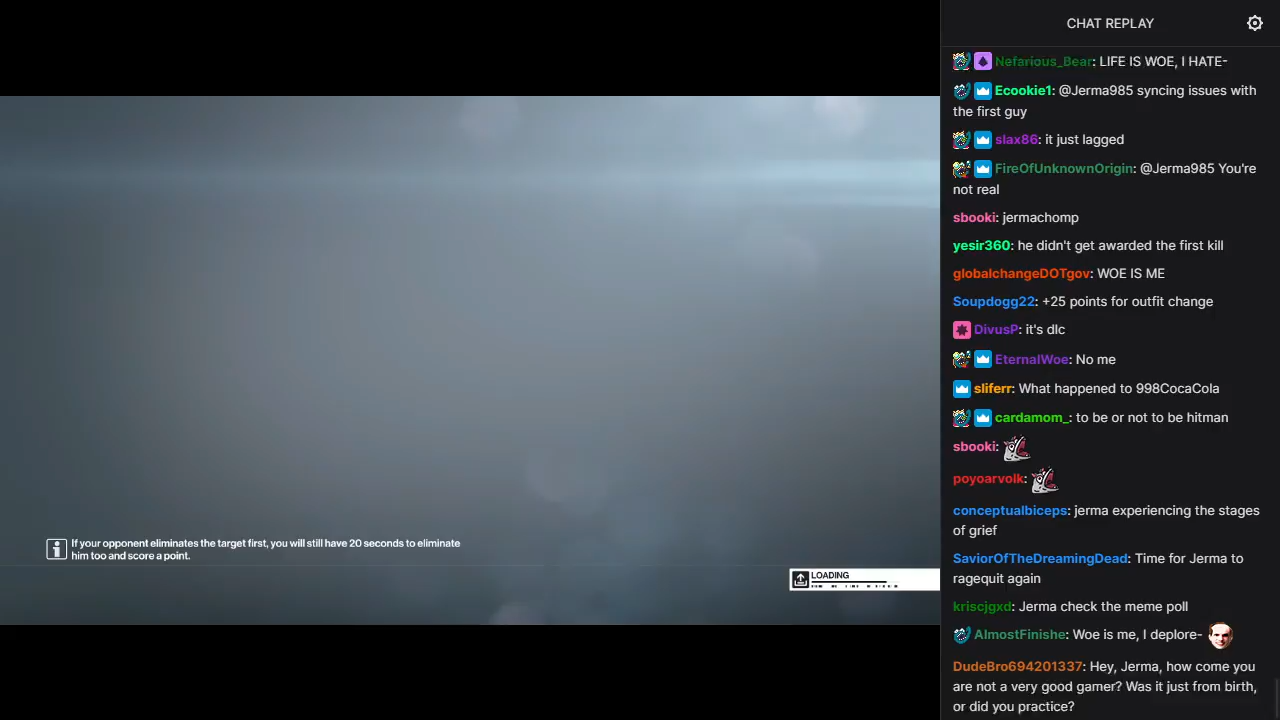 CHAT REPLAY
Nefarious_Bear: LIFE IS WOE, I HATE-
Ecookie1: @Jerma985 syncing issues with
the first guy
slax86: it just lagged
FireOfUnknownOrigin: @Jerma985 You're
not real
sbooki: jermachomp
yesir360: he didn't get awarded the first kill
globalchangeDOTgov: WOE IS ME
Soupdogg22: +25 points for outfit change
DivusP: it's dlc
EternalWoe: No me
sliferr: What happened to 998CocaCola
cardamom_: to be or not to be hitman
sbooki:
poyoarvolk:
conceptualbiceps: jerma experiencing the stages
of grief
SaviorOfTheDreamingDead: Time for Jerma to
ragequit again
kriscjgxd: Jerma check the meme poll
AlmostFinishe: Woe is me, I deplore-
DudeBro694201337: Hey, Jerma, how come you
are not a very good gamer? Was it just from birth,
or did you practice?
If your opponent eliminates the target first, you will still have 20 seconds to eliminate
him too and score a point.
LOADING